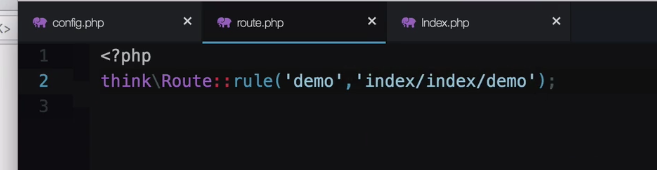 config.php × route.php × Index.php ×
1 <?php
2 think\Route::rule('demo','index/index/demo');
3